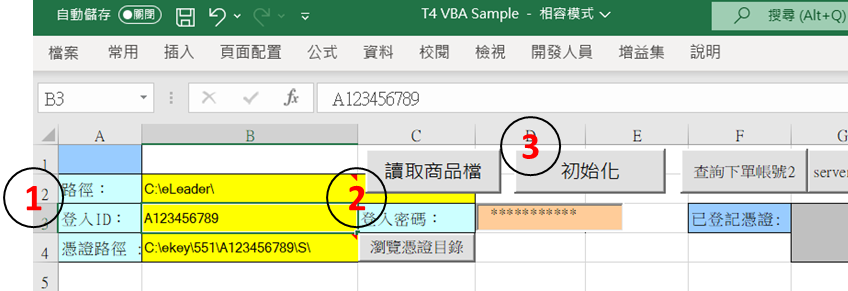 自動儲存 關閉 T4 VBA Sample - 相容模式 搜尋 (Alt+Q)
檔案 常用 插入 頁面配置 公式 資料 校閱 檢視 開發人員 增益集 說明
B3 fx A123456789
A B C D E F G
1 讀取商品檔 3 初始化 查詢下單帳號2 server
1 2 路徑： C:\eLeader\ 2
3 登入ID： A123456789 登入密碼： *********** 已登記憑證:
4 憑證路徑： C:\ekey\551\A123456789\S\ 瀏覽憑證目錄
5